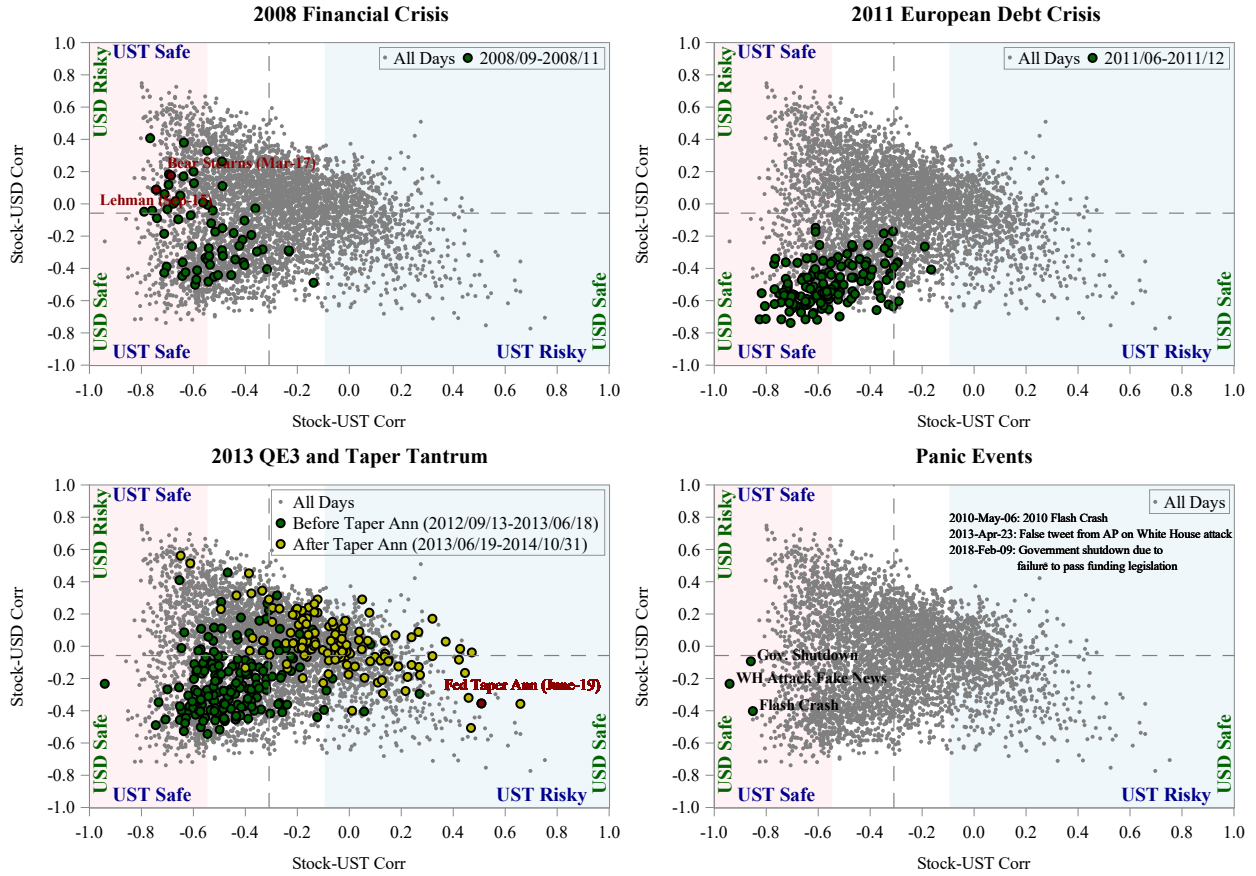 2008 Financial Crisis
1.0
0.8
0.6
0.4
0.2
0.0
-0.2
-0.4
-0.6
-0.8
-1.0
Stock-USD Corr
UST Safe
USD Risky
All Days
2008/09-2008/11
Bear Stearns (Mar-17)
Lehman (Sep-15)
USD Safe
UST Safe
UST Risky
USD Safe
-1.0 -0.8 -0.6 -0.4 -0.2 0.0 0.2 0.4 0.6 0.8 1.0
Stock-UST Corr
2011 European Debt Crisis
1.0
0.8
0.6
0.4
0.2
0.0
-0.2
-0.4
-0.6
-0.8
-1.0
Stock-USD Corr
UST Safe
USD Risky
All Days
2011/06-2011/12
USD Safe
UST Safe
UST Risky
USD Safe
-1.0 -0.8 -0.6 -0.4 -0.2 0.0 0.2 0.4 0.6 0.8 1.0
Stock-UST Corr
2013 QE3 and Taper Tantrum
1.0
0.8
0.6
0.4
0.2
0.0
-0.2
-0.4
-0.6
-0.8
-1.0
Stock-USD Corr
UST Safe
USD Risky
All Days
Before Taper Ann (2012/09/13-2013/06/18)
After Taper Ann (2013/06/19-2014/10/31)
Fed Taper Ann (June-19)
USD Safe
UST Safe
UST Risky
USD Safe
-1.0 -0.8 -0.6 -0.4 -0.2 0.0 0.2 0.4 0.6 0.8 1.0
Stock-UST Corr
Panic Events
1.0
0.8
0.6
0.4
0.2
0.0
-0.2
-0.4
-0.6
-0.8
-1.0
Stock-USD Corr
UST Safe
USD Risky
All Days
2010-May-06: 2010 Flash Crash
2013-Apr-23: False tweet from AP on White House attack
2018-Feb-09: Government shutdown due to
failure to pass funding legislation
Gov. Shutdown
WH Attack Fake News
Flash Crash
USD Safe
UST Safe
UST Risky
USD Safe
-1.0 -0.8 -0.6 -0.4 -0.2 0.0 0.2 0.4 0.6 0.8 1.0
Stock-UST Corr